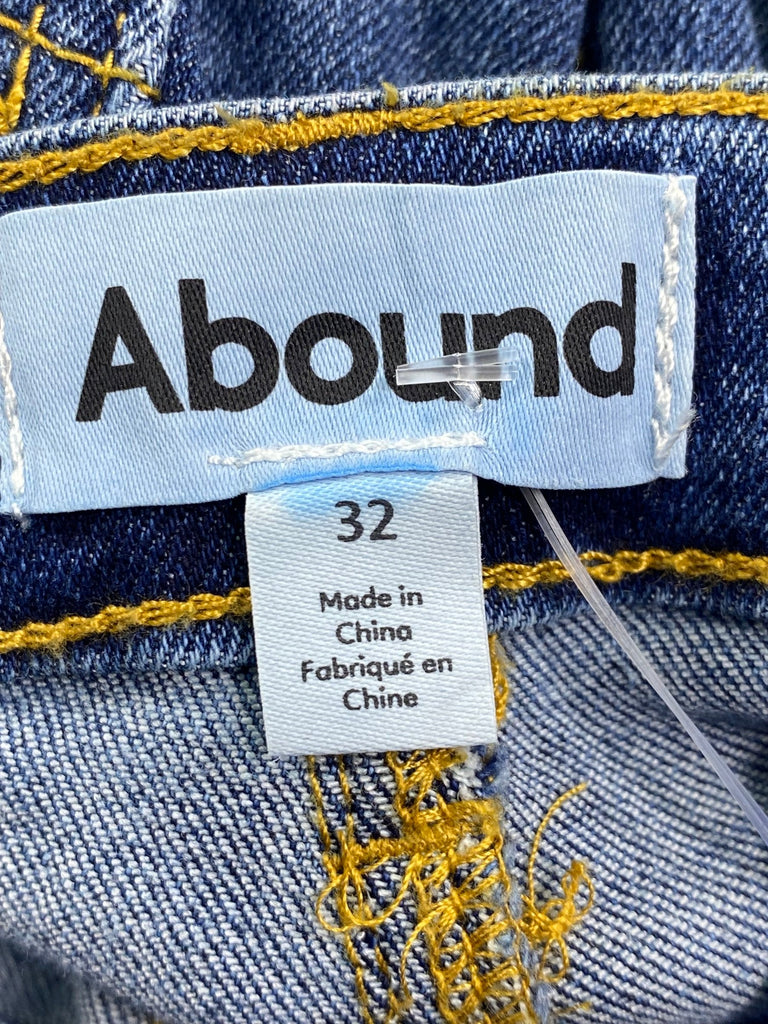 Abound
32
Made in
China
Fabriqué en
Chine